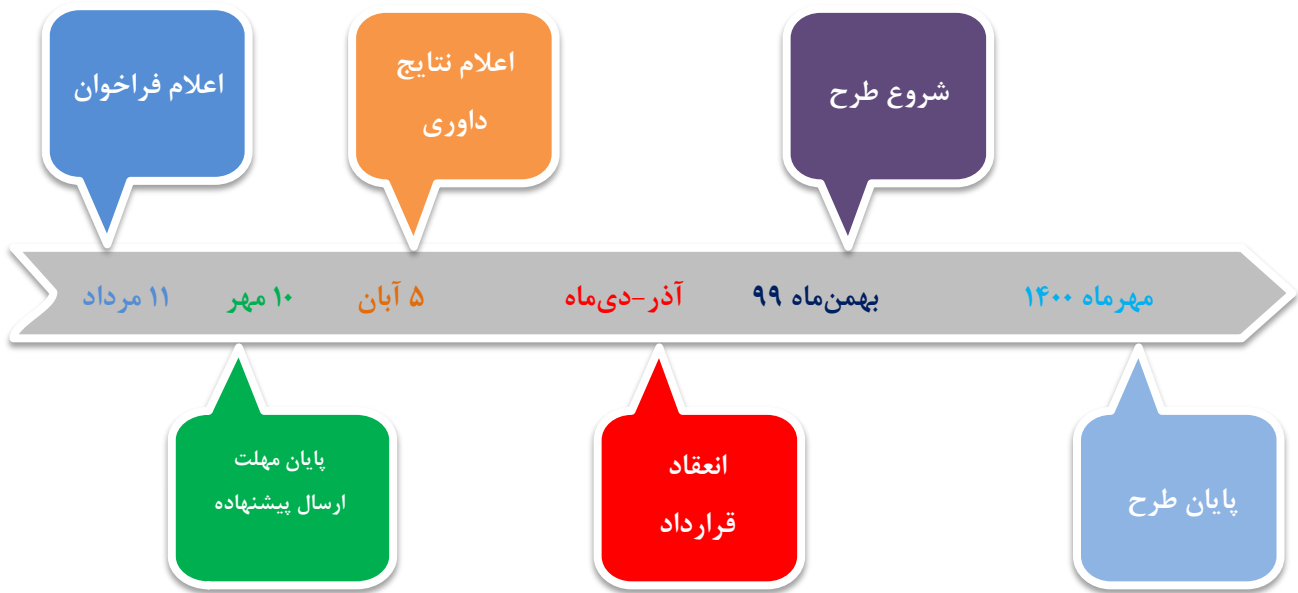 اعلام فراخوان
اعلام نتایج
داوری
شروع طرح
۱۱ مرداد
۱۰ مهر
۵ آبان
آذر-دی‌ماه
بهمن‌ماه ۹۹
مهرماه ۱۴۰۰
پایان مهلت
ارسال پیشنهاده
انعقاد
قرارداد
پایان طرح